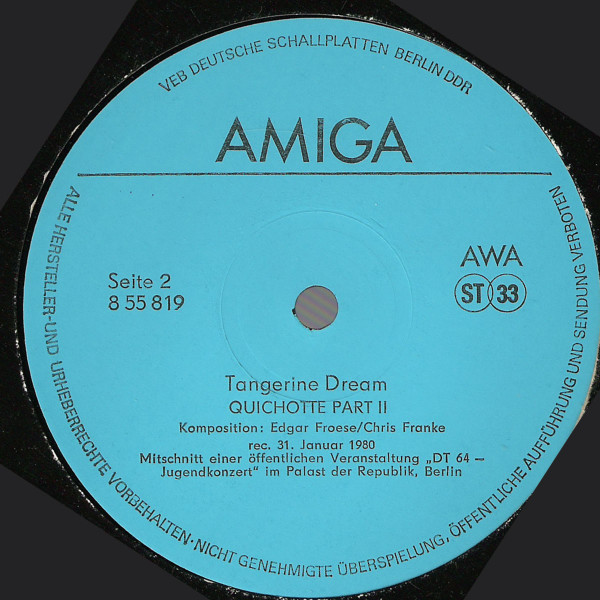 VEB DEUTSCHE SCHALLPLATTEN BERLIN DDR
AMIGA
Seite 2
8 55 819
AWA
ST 33
Tangerine Dream
QUICHOTTE PART II
Komposition: Edgar Froese/Chris Franke
rec. 31. Januar 1980
Mitschnitt einer öffentlichen Veranstaltung „DT 64 –
Jugendkonzert“ im Palast der Republik, Berlin
ALLE HERSTELLER-UND URHEBERRECHTE VORBEHALTEN · NICHT GENEHMIGTE ÜBERSPIELUNG, ÖFFENTLICHE AUFFÜHRUNG UND SENDUNG VERBOTEN